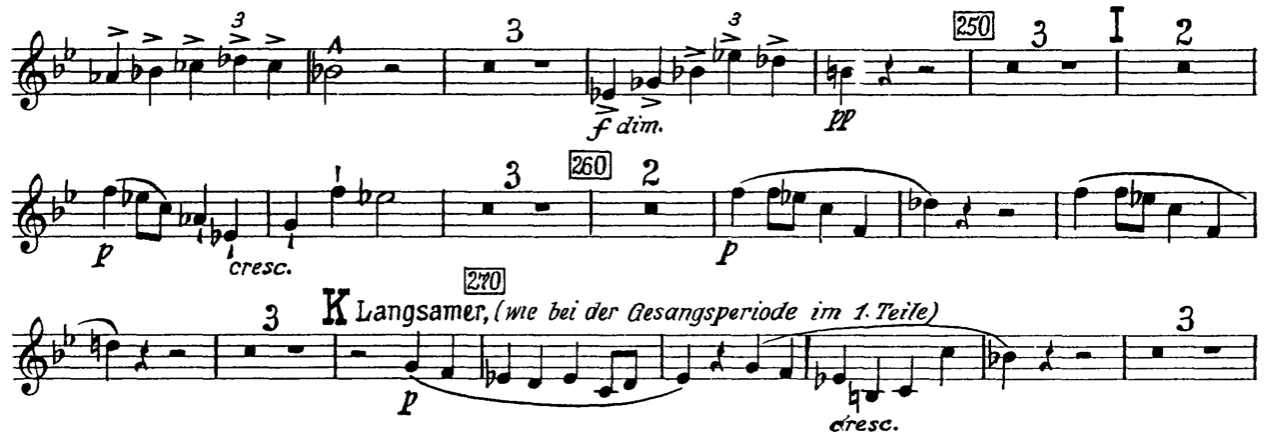 3 3 3 250 3 I 2
f dim. pp
3 260 2
p cresc. p
270
3 K Langsamer, (wie bei der Gesangsperiode im 1. Teile) 3
p cresc.